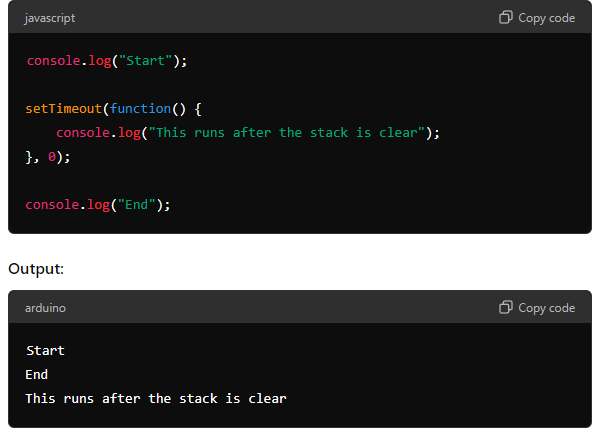 javascript
Copy code
console.log("Start");
setTimeout(function() {
    console.log("This runs after the stack is clear");
}, 0);
console.log("End");
Output:
arduino
Copy code
Start
End
This runs after the stack is clear